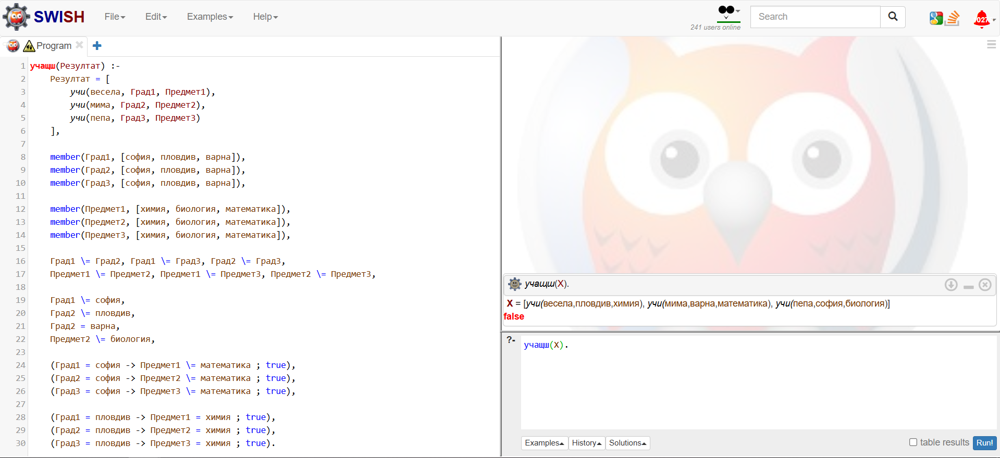 SWISH File Edit Examples Help 241 users online Search 027
Program
1 учащш(Резултат) :-
2 Резултат = [
3 учи(весела, Град1, Предмет1),
4 учи(мима, Град2, Предмет2),
5 учи(пепа, Град3, Предмет3)
6 ],
7
8 member(Град1, [софия, пловдив, варна]),
9 member(Град2, [софия, пловдив, варна]),
10 member(Град3, [софия, пловдив, варна]),
11
12 member(Предмет1, [химия, биология, математика]),
13 member(Предмет2, [химия, биология, математика]),
14 member(Предмет3, [химия, биология, математика]),
15
16 Град1 \= Град2, Град1 \= Град3, Град2 \= Град3,
17 Предмет1 \= Предмет2, Предмет1 \= Предмет3, Предмет2 \= Предмет3,
18
19 Град1 \= софия,
20 Град2 \= пловдив,
21 Град2 = варна,
22 Предмет2 \= биология,
23
24 (Град1 = софия -> Предмет1 \= математика ; true),
25 (Град2 = софия -> Предмет2 \= математика ; true),
26 (Град3 = софия -> Предмет3 \= математика ; true),
27
28 (Град1 = пловдив -> Предмет1 = химия ; true),
29 (Град2 = пловдив -> Предмет2 = химия ; true),
30 (Град3 = пловдив -> Предмет3 = химия ; true).
учащш(X).
X = [учи(весела,пловдив,химия), учи(мима,варна,математика), учи(пепа,софия,биология)]
false
?- учащш(X).
Examples History Solutions table results Run!